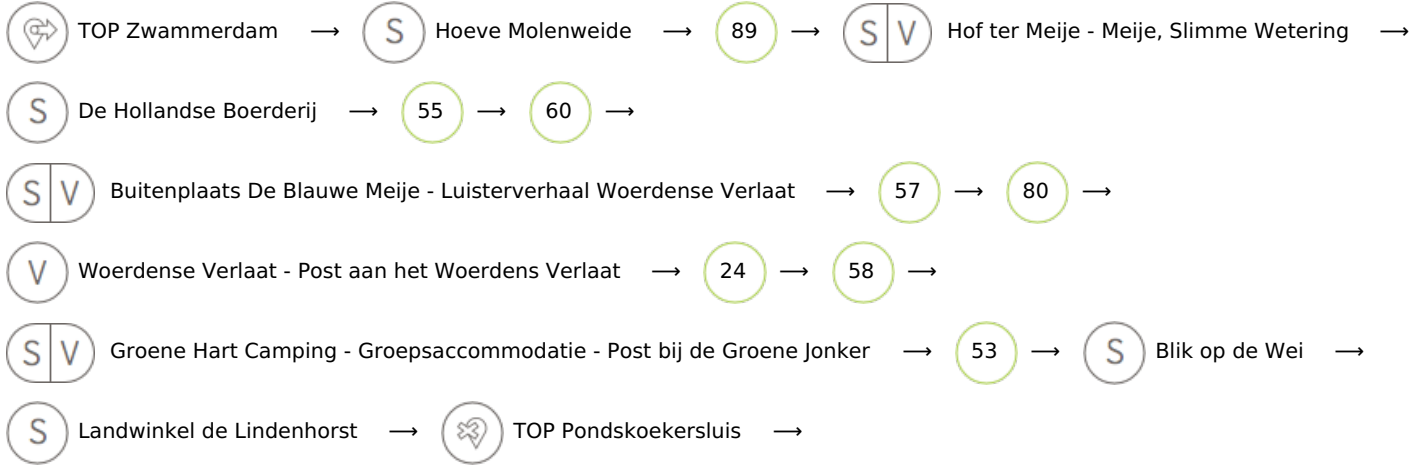 TOP Zwammerdam → S Hoeve Molenweide → 89 → S V Hof ter Meije - Meije, Slimme Wetering →
S De Hollandse Boerderij → 55 → 60 →
S V Buitenplaats De Blauwe Meije - Luisterverhaal Woerdense Verlaat → 57 → 80 →
V Woerdense Verlaat - Post aan het Woerdens Verlaat → 24 → 58 →
S V Groene Hart Camping - Groepsaccommodatie - Post bij de Groene Jonker → 53 → S Blik op de Wei →
S Landwinkel de Lindenhorst → TOP Pondskoekersluis →